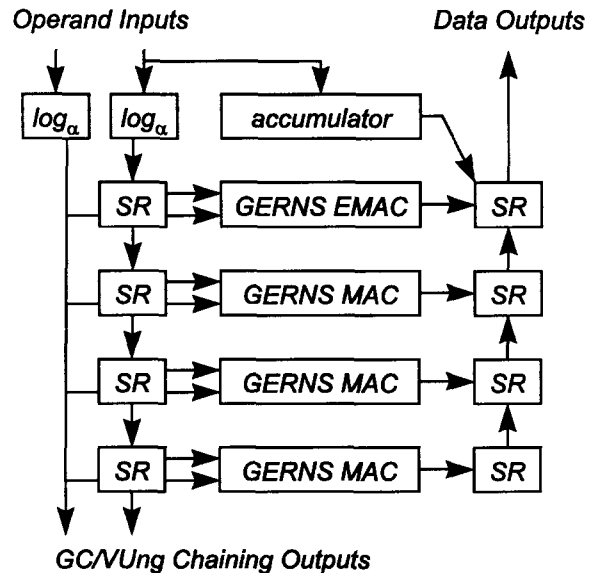 Operand Inputs
Data Outputs
logα
logα
accumulator
SR
GERNS EMAC
SR
SR
GERNS MAC
SR
SR
GERNS MAC
SR
SR
GERNS MAC
SR
GC/VUng Chaining Outputs